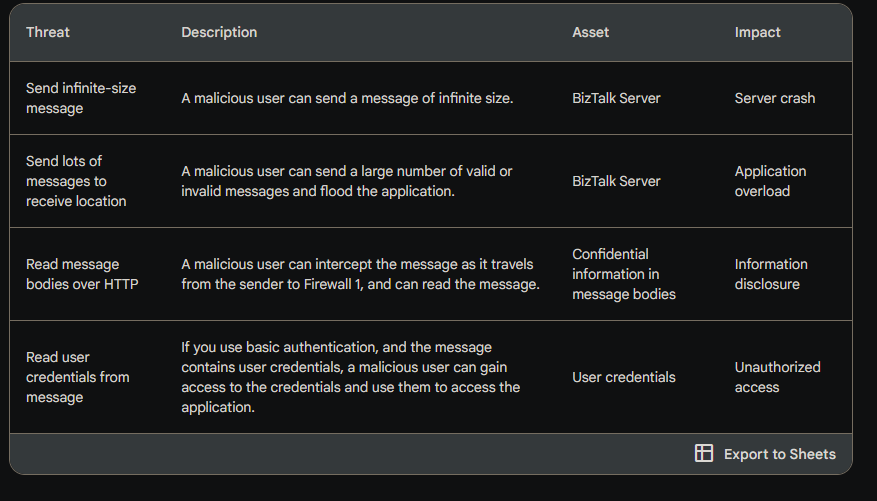 Threat Description Asset Impact
Send infinite-size
message
A malicious user can send a message of infinite size.
BizTalk Server
Server crash
Send lots of
messages to
receive location
A malicious user can send a large number of valid or
invalid messages and flood the application.
BizTalk Server
Application
overload
Read message
bodies over HTTP
A malicious user can intercept the message as it travels
from the sender to Firewall 1, and can read the message.
Confidential
information in
message bodies
Information
disclosure
Read user
credentials from
message
If you use basic authentication, and the message
contains user credentials, a malicious user can gain
access to the credentials and use them to access the
application.
User credentials
Unauthorized
access
Export to Sheets